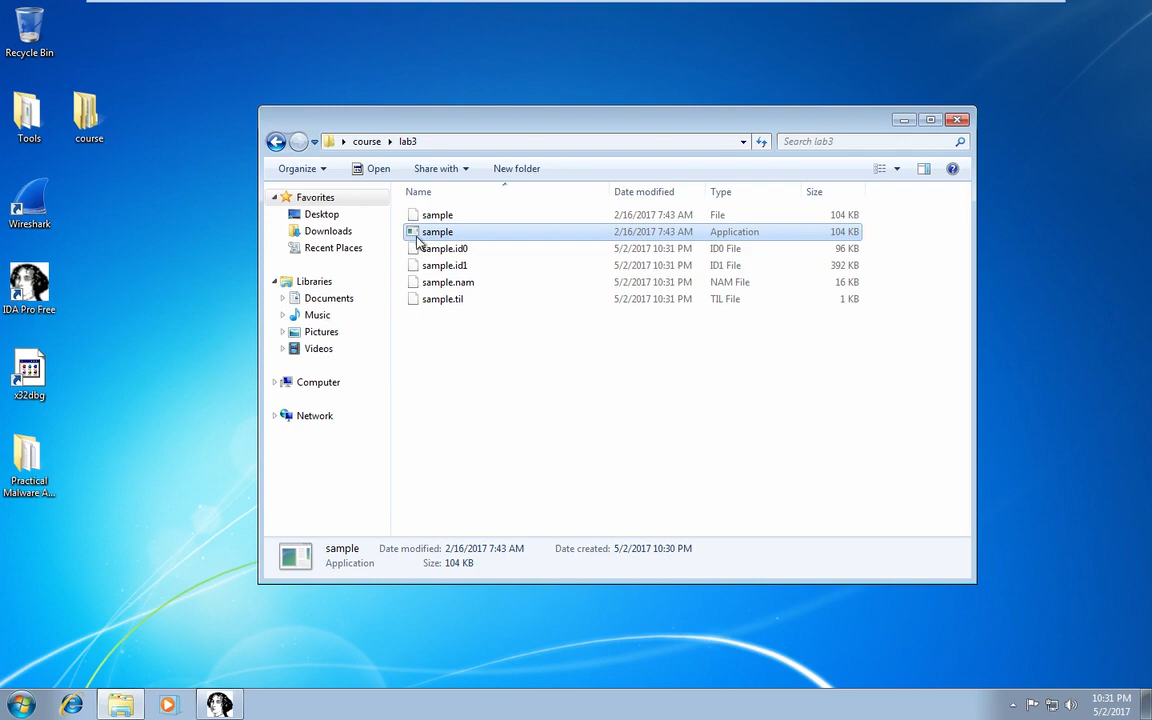 Recycle Bin
Tools
course
Wireshark
IDA Pro Free
x32dbg
Practical
Malware A...
course lab3
Search lab3
Organize Open Share with New folder
Favorites
Desktop
Downloads
Recent Places
Libraries
Documents
Music
Pictures
Videos
Computer
Network
Name Date modified Type Size
sample 2/16/2017 7:43 AM File 104 KB
sample 2/16/2017 7:43 AM Application 104 KB
sample.id0 5/2/2017 10:31 PM ID0 File 96 KB
sample.id1 5/2/2017 10:31 PM ID1 File 392 KB
sample.nam 5/2/2017 10:31 PM NAM File 16 KB
sample.til 5/2/2017 10:31 PM TIL File 1 KB
sample Date modified: 2/16/2017 7:43 AM Date created: 5/2/2017 10:30 PM
Application Size: 104 KB
10:31 PM
5/2/2017